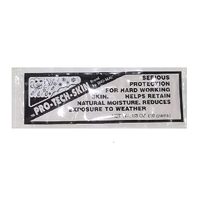 PRO-TECH-SKIN
SERIOUS
PROTECTION
FOR HARD WORKING
SKIN. HELPS RETAIN
NATURAL MOISTURE, REDUCES
EXPOSURE TO WEATHER